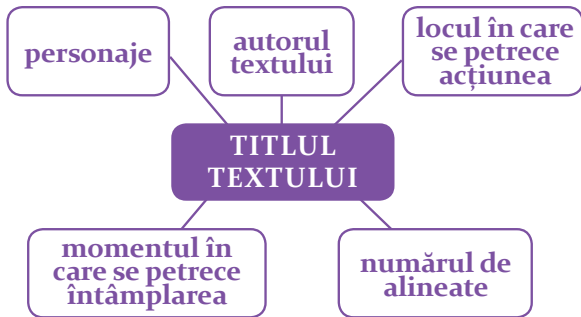 personaje
autorul
textului
locul în care
se petrece
acțiunea
TITLUL
TEXTULUI
momentul în
care se petrece
întâmplarea
numărul de
alineate